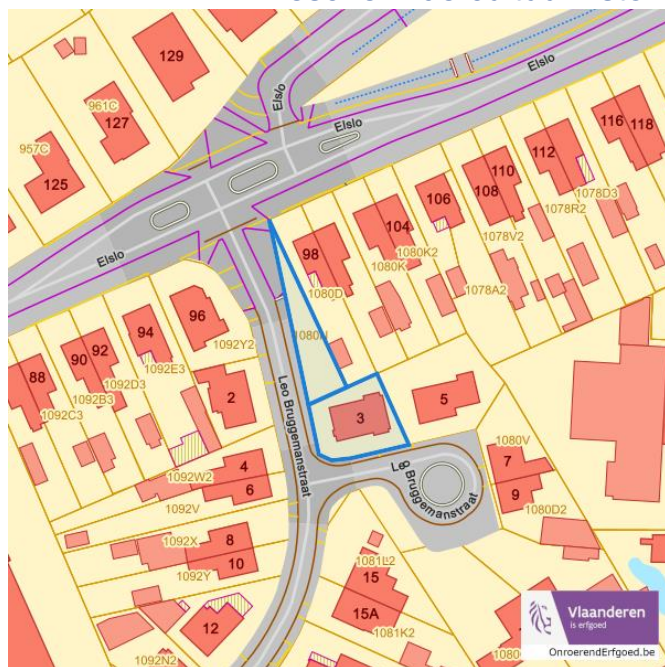 129
961C
127
957C
125
Elslo
Elslo
Elslo
Elslo
116
118
112
110
108
106
104
98
1078D3
1078R2
1078V2
1080K2
1080K
1080D
1078A2
96
94
92
90
88
1092Y2
1092E3
1092D3
1092B3
1092C3
2
Leo Bruggemanstraat
3
5
1092W2
4
6
1092V
Leo Bruggemanstraat
1080V
7
9
1080D2
8
10
1092X
1092Y
1081L2
15
15A
1081K2
12
1092N2
Vlaanderen
is erfgoed
OnroerendErfgoed.be